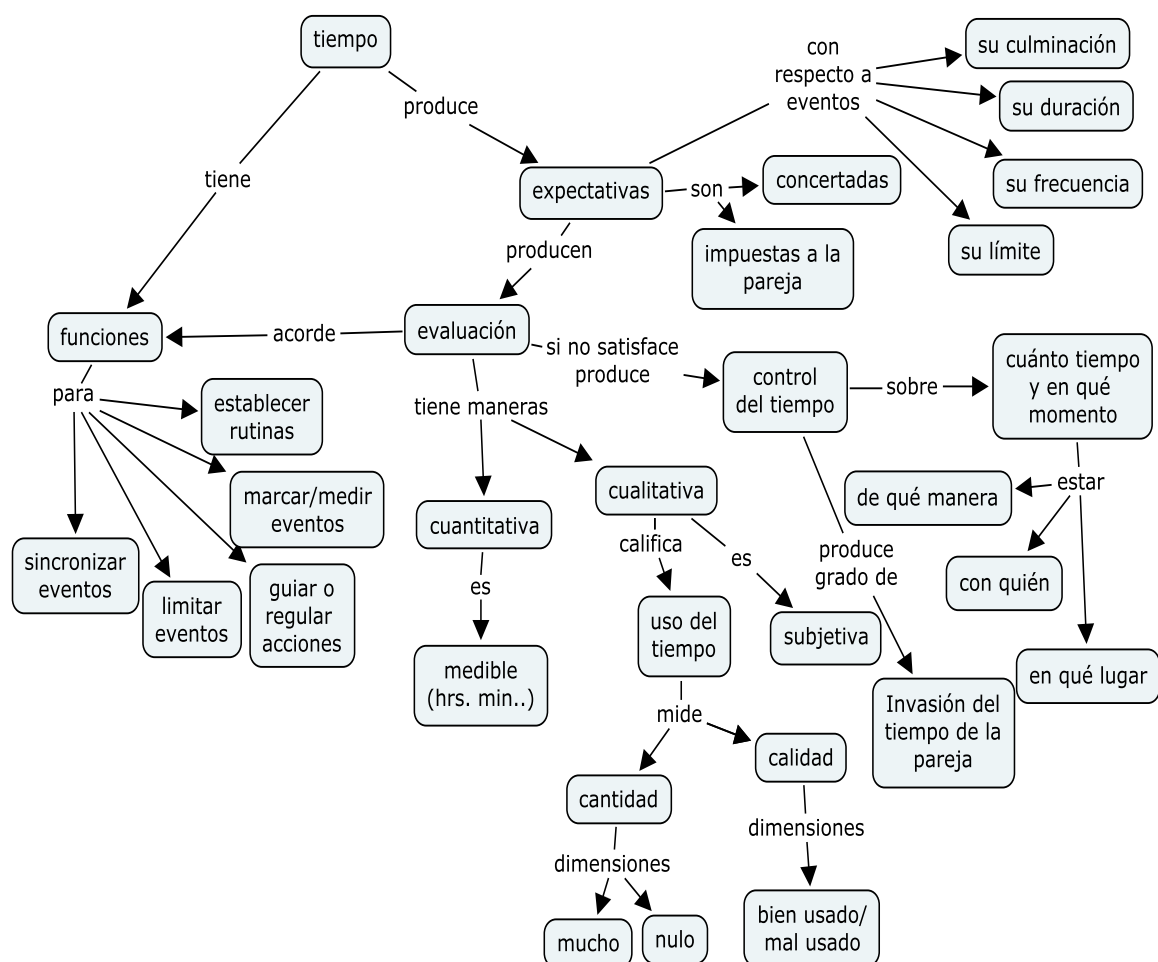 tiempo
produce
tiene
con
respecto a
eventos
su culminación
su duración
su frecuencia
su límite
expectativas
son
concertadas
impuestas a la
pareja
producen
evaluación
acorde
funciones
para
establecer
rutinas
marcar/medir
eventos
sincronizar
eventos
limitar
eventos
guiar o
regular
acciones
si no satisface
produce
control
del tiempo
sobre
cuánto tiempo
y en qué
momento
estar
de qué manera
con quién
en qué lugar
produce
grado de
Invasión del
tiempo de la
pareja
tiene maneras
cuantitativa
es
medible
(hrs. min..)
cualitativa
califica
es
subjetiva
uso del
tiempo
mide
cantidad
dimensiones
mucho
nulo
calidad
dimensiones
bien usado/
mal usado